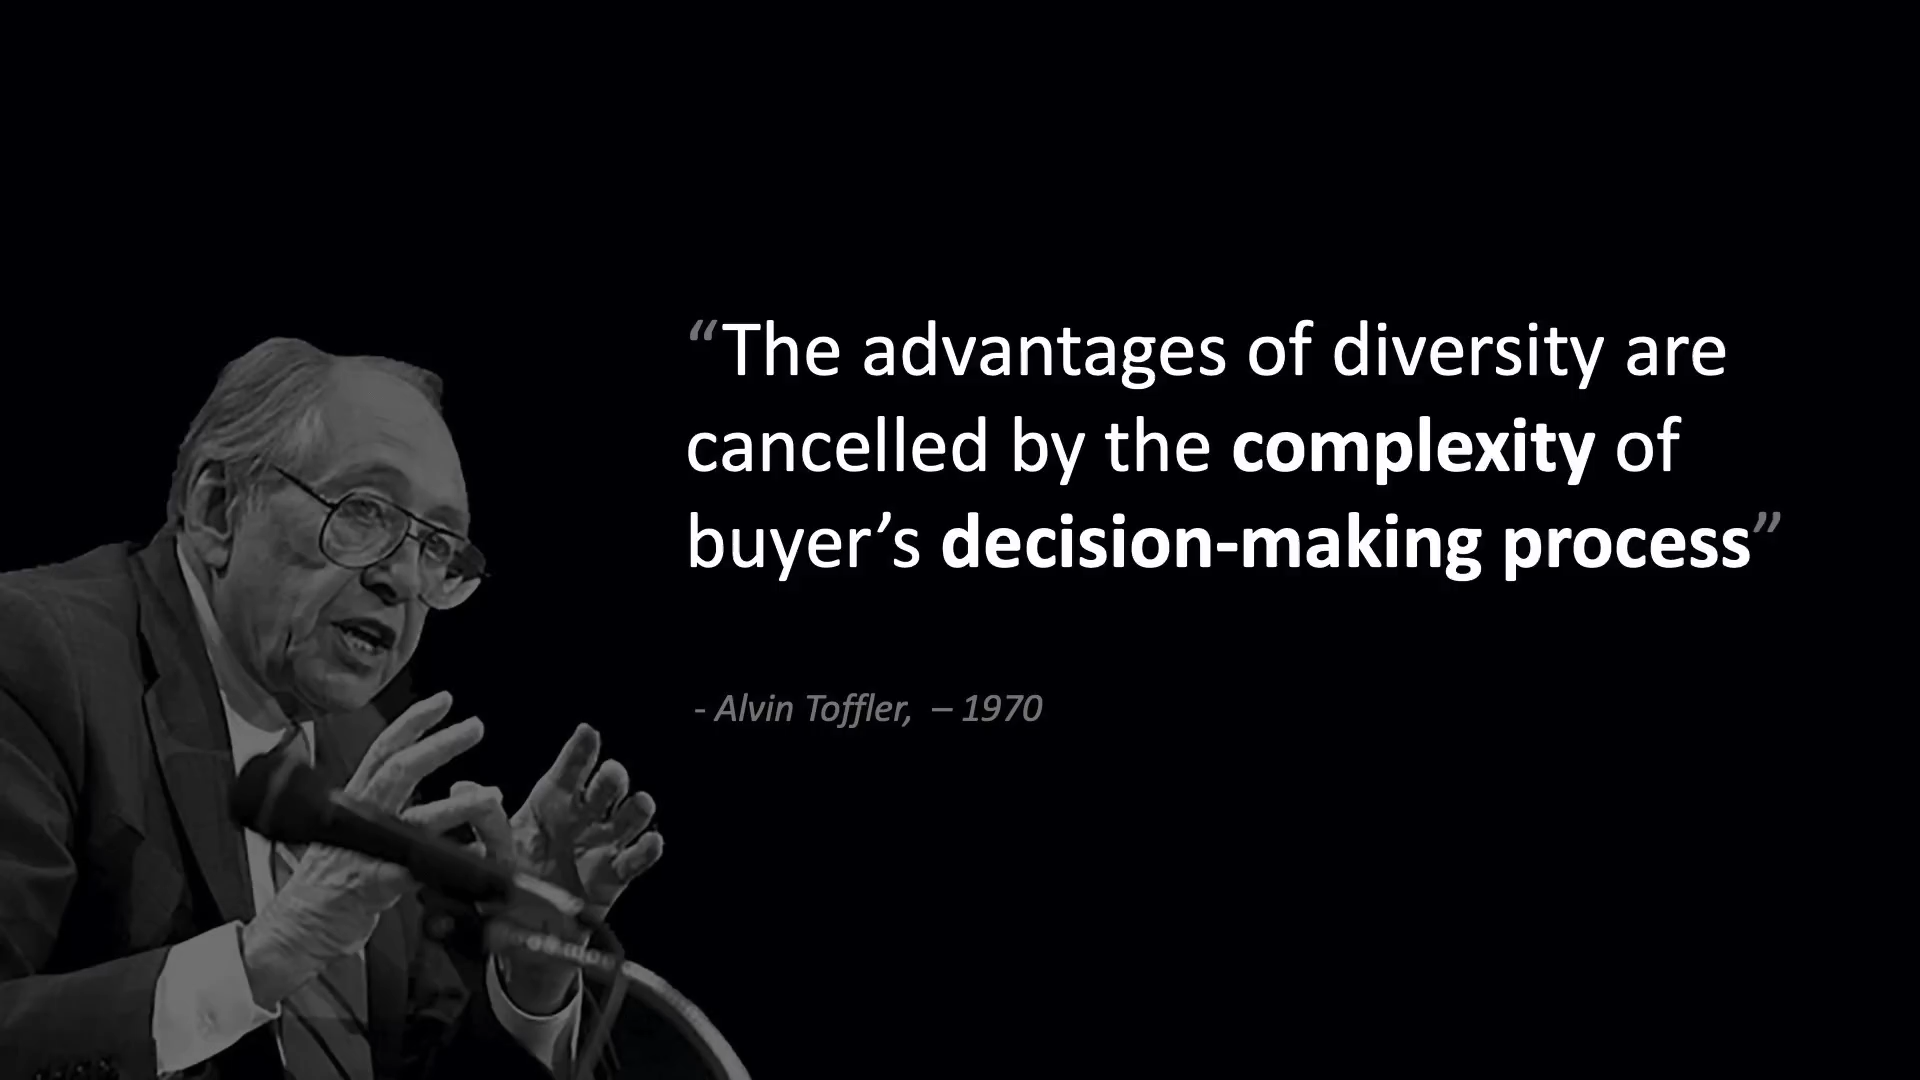 “The advantages of diversity are
cancelled by the complexity of
buyer’s decision-making process”
- Alvin Toffler, – 1970